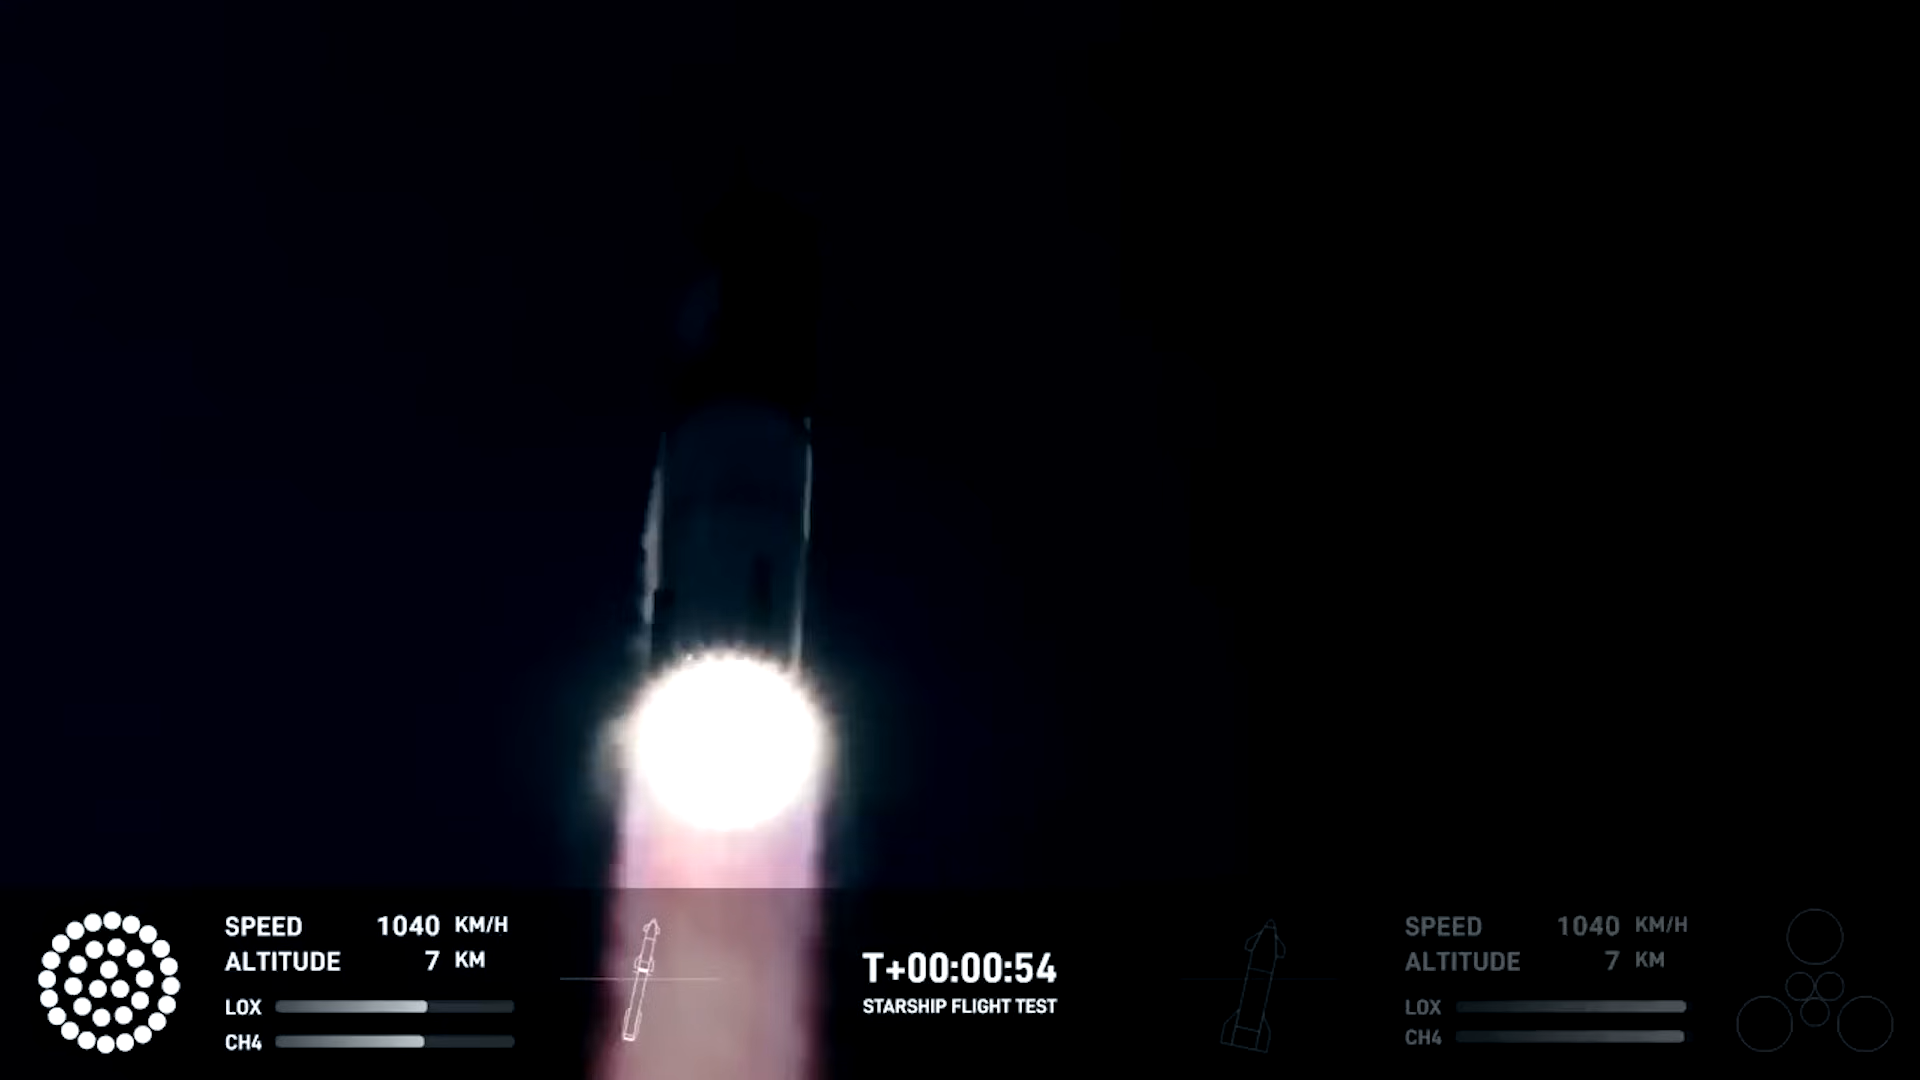 SPEED 1040 KM/H
ALTITUDE 7 KM
LOX
CH4
T+00:00:54
STARSHIP FLIGHT TEST
SPEED 1040 KM/H
ALTITUDE 7 KM
LOX
CH4